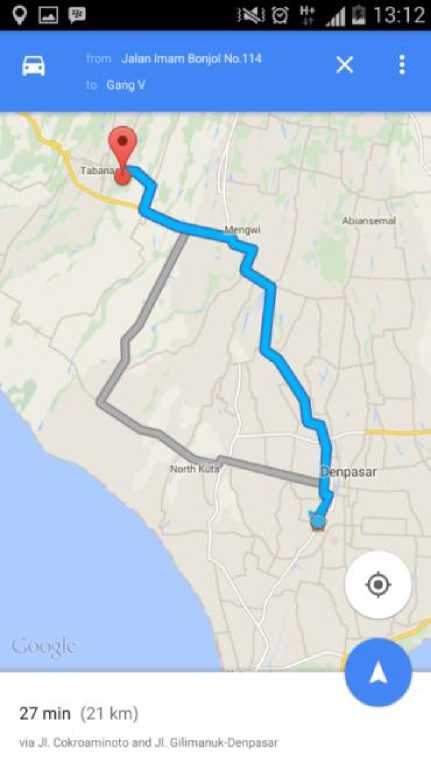 H+
13:12
from Jalan Imam Bonjol No.114
to Gang V
Tabanan
Mengwi
Abiansemal
North Kuta
Denpasar
Google
27 min (21 km)
via Jl. Cokroaminoto and Jl. Gilimanuk-Denpasar